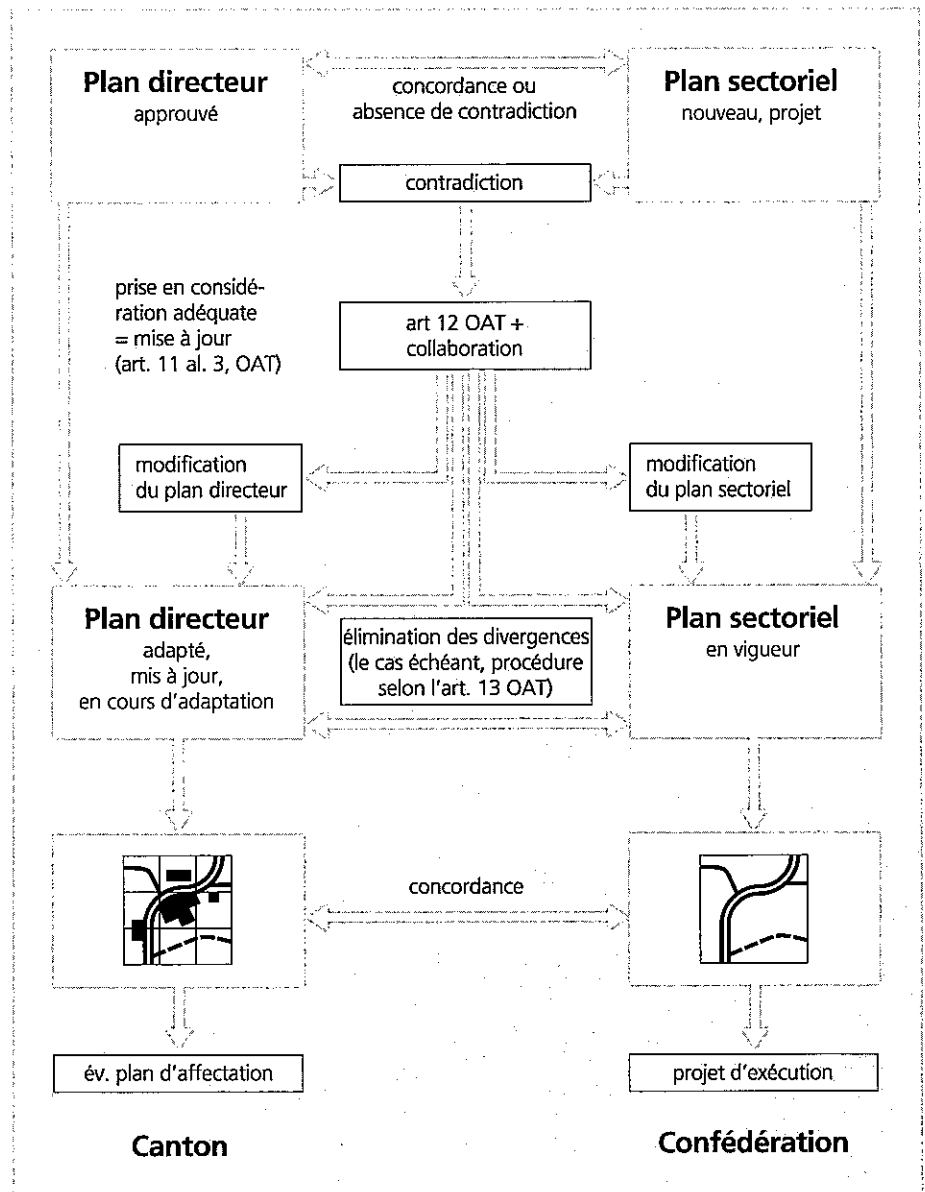 Plan directeur
approuvé
concordance ou
absence de contradiction
Plan sectoriel
nouveau, projet
contradiction
prise en considé-
ration adéquate
= mise à jour
(art. 11 al. 3, OAT)
art 12 OAT +
collaboration
modification
du plan directeur
modification
du plan sectoriel
Plan directeur
adapté,
mis à jour,
en cours d'adaptation
élimination des divergences
(le cas échéant, procédure
selon l'art. 13 OAT)
Plan sectoriel
en vigueur
concordance
év. plan d'affectation
projet d'exécution
Canton
Confédération